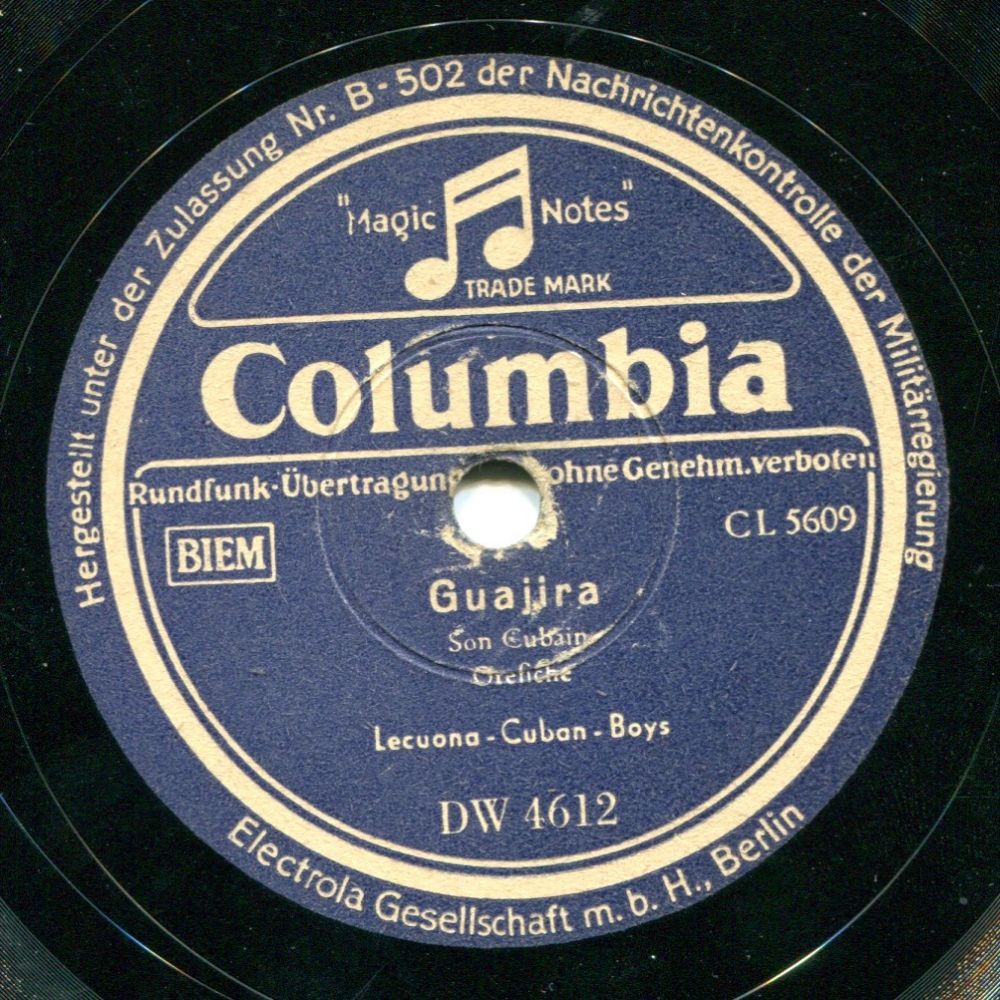 Hergestellt unter der Zulassung Nr. B-502 der Nachrichtenkontrolle der Militärregierung
"Magic Notes"
TRADE MARK
Columbia
Rundfunk-Übertragung ohne Genehm. verboten
BIEM
CL 5609
Guajira
Son Cubain
Orefiche
Lecuona-Cuban-Boys
DW 4612
Electrola Gesellschaft m. b. H., Berlin